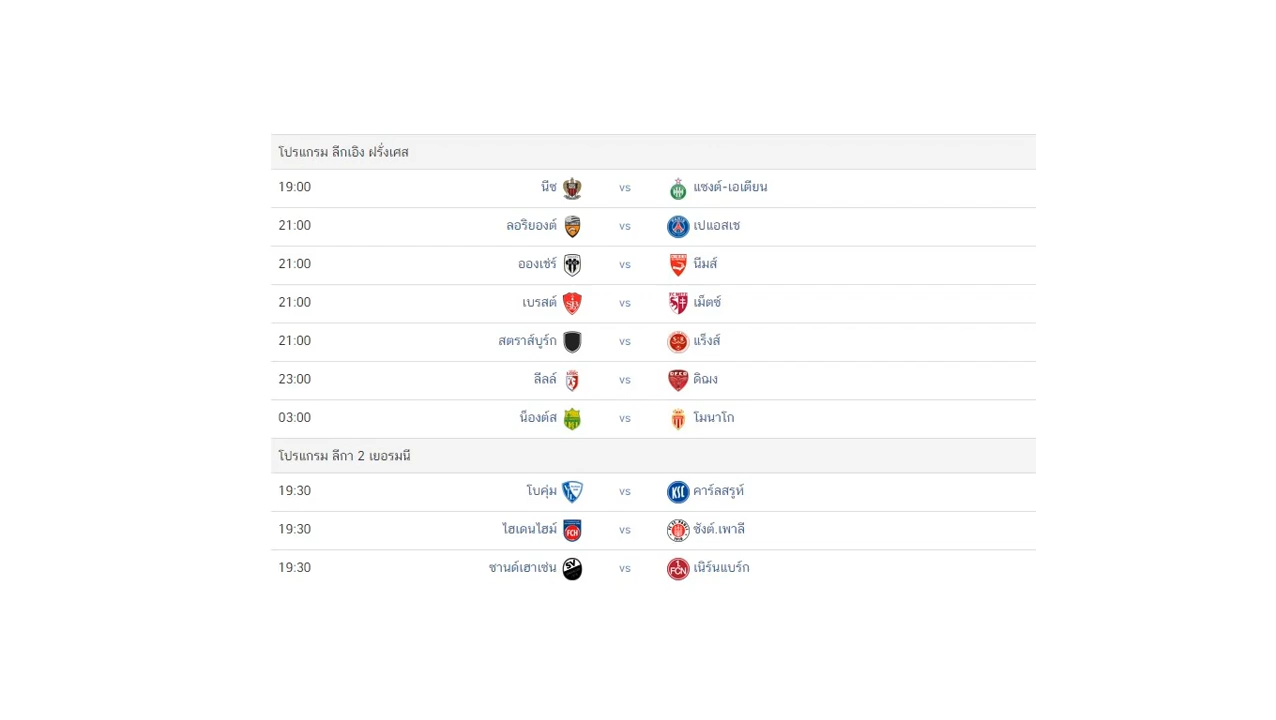 โปรแกรม ลีกเอิง ฝรั่งเศส
19:00 นีซ vs แซงต์-เอเตียน
21:00 ลอริยองต์ vs เปแอสเช
21:00 อองเช่ร์ vs นีมส์
21:00 เบรสต์ vs เม็ตซ์
21:00 สตราส์บูร์ก vs แร็งส์
23:00 ลีลล์ vs ดิฌง
03:00 น็องต์ส vs โมนาโก
โปรแกรม ลีกา 2 เยอรมนี
19:30 โบคุ่ม vs คาร์ลสรูห์
19:30 ไฮเดนไฮม์ vs ซังต์.เพาลี
19:30 ซานด์เฮาเซ่น vs เนิร์นแบร์ก